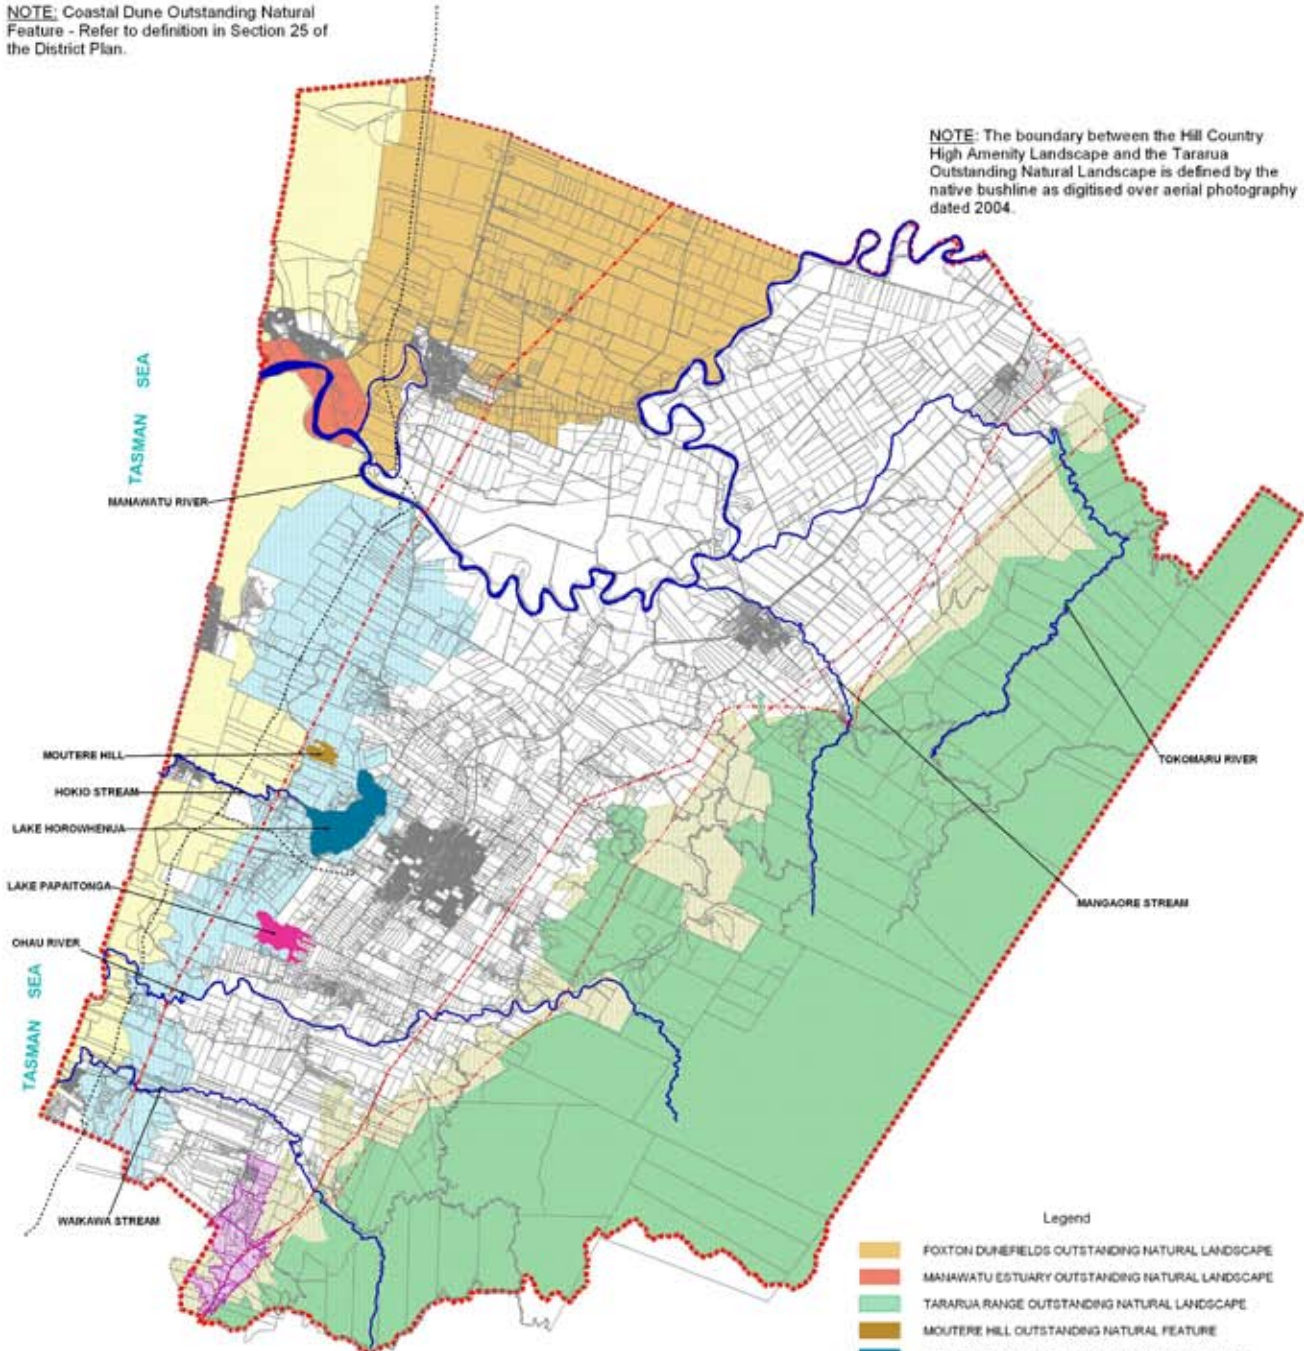 NOTE: Coastal Dune Outstanding Natural
Feature - Refer to definition in Section 25 of
the District Plan.
NOTE: The boundary between the Hill Country
High Amenity Landscape and the Tararua
Outstanding Natural Landscape is defined by the
native bushline as digitised over aerial photography
dated 2004.
TASMAN SEA
MANAWATU RIVER
MOUTERE HILL
HOKIO STREAM
LAKE HOROWHENUA
LAKE PAPAITONGA
OHAU RIVER
TASMAN SEA
WAIKAWA STREAM
TOKOMARU RIVER
MANGAORE STREAM
Legend
FOXTON DUNEFIELDS OUTSTANDING NATURAL LANDSCAPE
MANAWATU ESTUARY OUTSTANDING NATURAL LANDSCAPE
TARARUA RANGE OUTSTANDING NATURAL LANDSCAPE
MOUTERE HILL OUTSTANDING NATURAL FEATURE